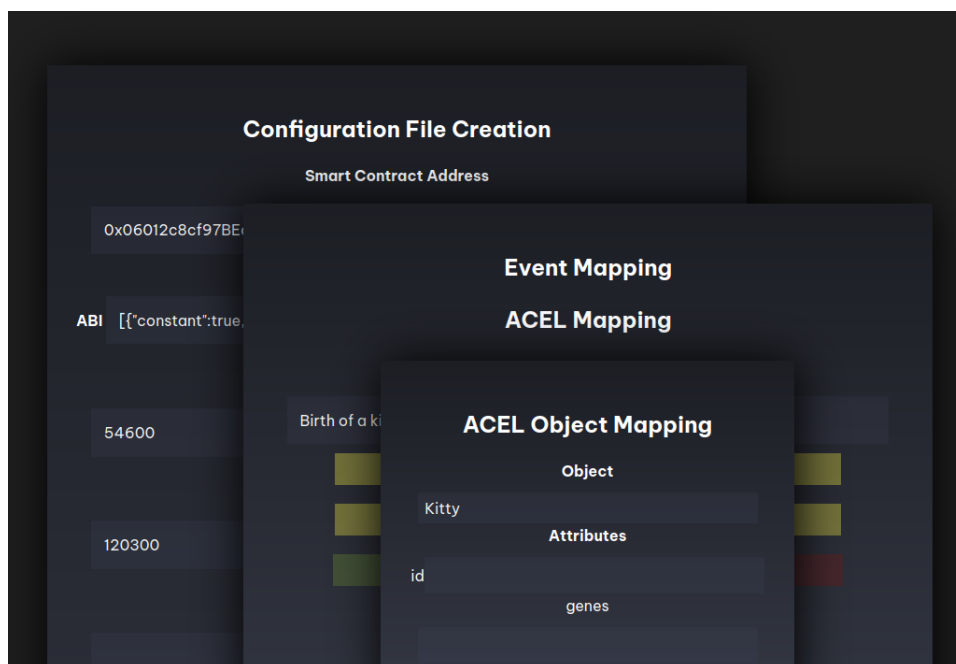 Configuration File Creation
Smart Contract Address
0x06012c8cf97BE
ABI [{"constant":true,
54600
120300
Event Mapping
ACEL Mapping
Birth of a ki
ACEL Object Mapping
Object
Kitty
Attributes
id
genes